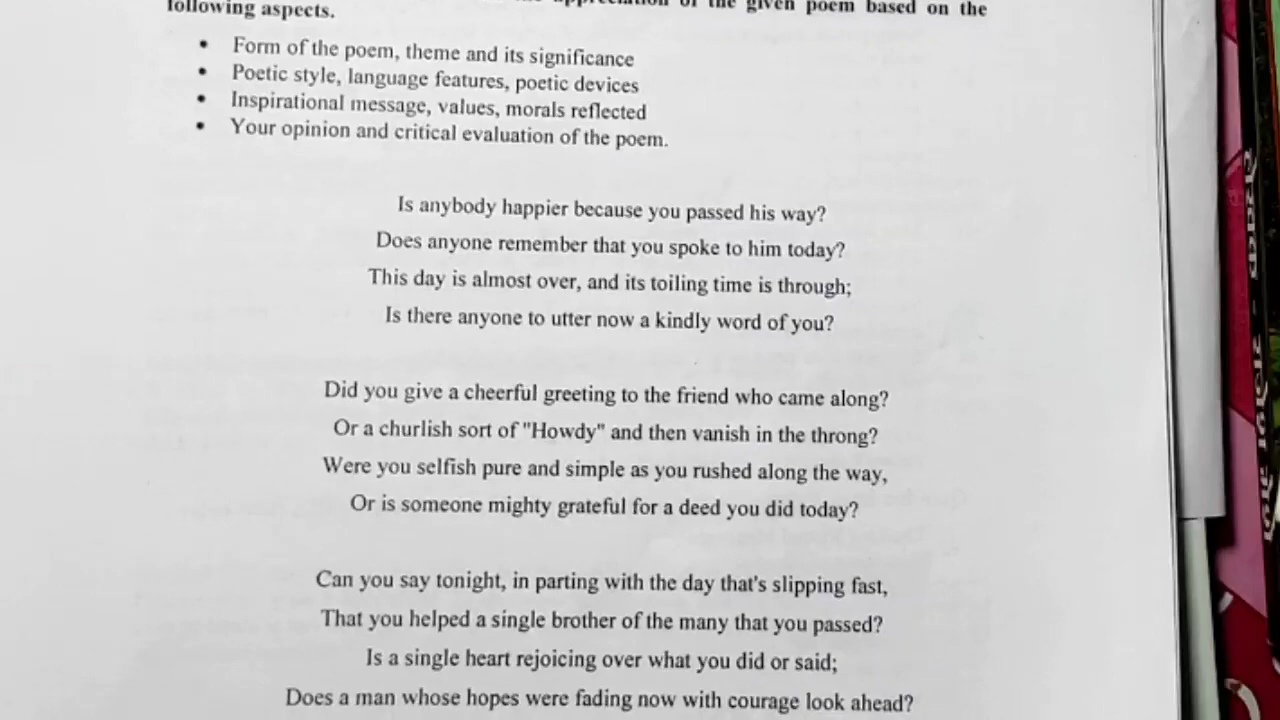 of the given poem based on the
following aspects.
• Form of the poem, theme and its significance
• Poetic style, language features, poetic devices
• Inspirational message, values, morals reflected
• Your opinion and critical evaluation of the poem.
Is anybody happier because you passed his way?
Does anyone remember that you spoke to him today?
This day is almost over, and its toiling time is through;
Is there anyone to utter now a kindly word of you?
Did you give a cheerful greeting to the friend who came along?
Or a churlish sort of "Howdy" and then vanish in the throng?
Were you selfish pure and simple as you rushed along the way,
Or is someone mighty grateful for a deed you did today?
Can you say tonight, in parting with the day that's slipping fast,
That you helped a single brother of the many that you passed?
Is a single heart rejoicing over what you did or said;
Does a man whose hopes were fading now with courage look ahead?